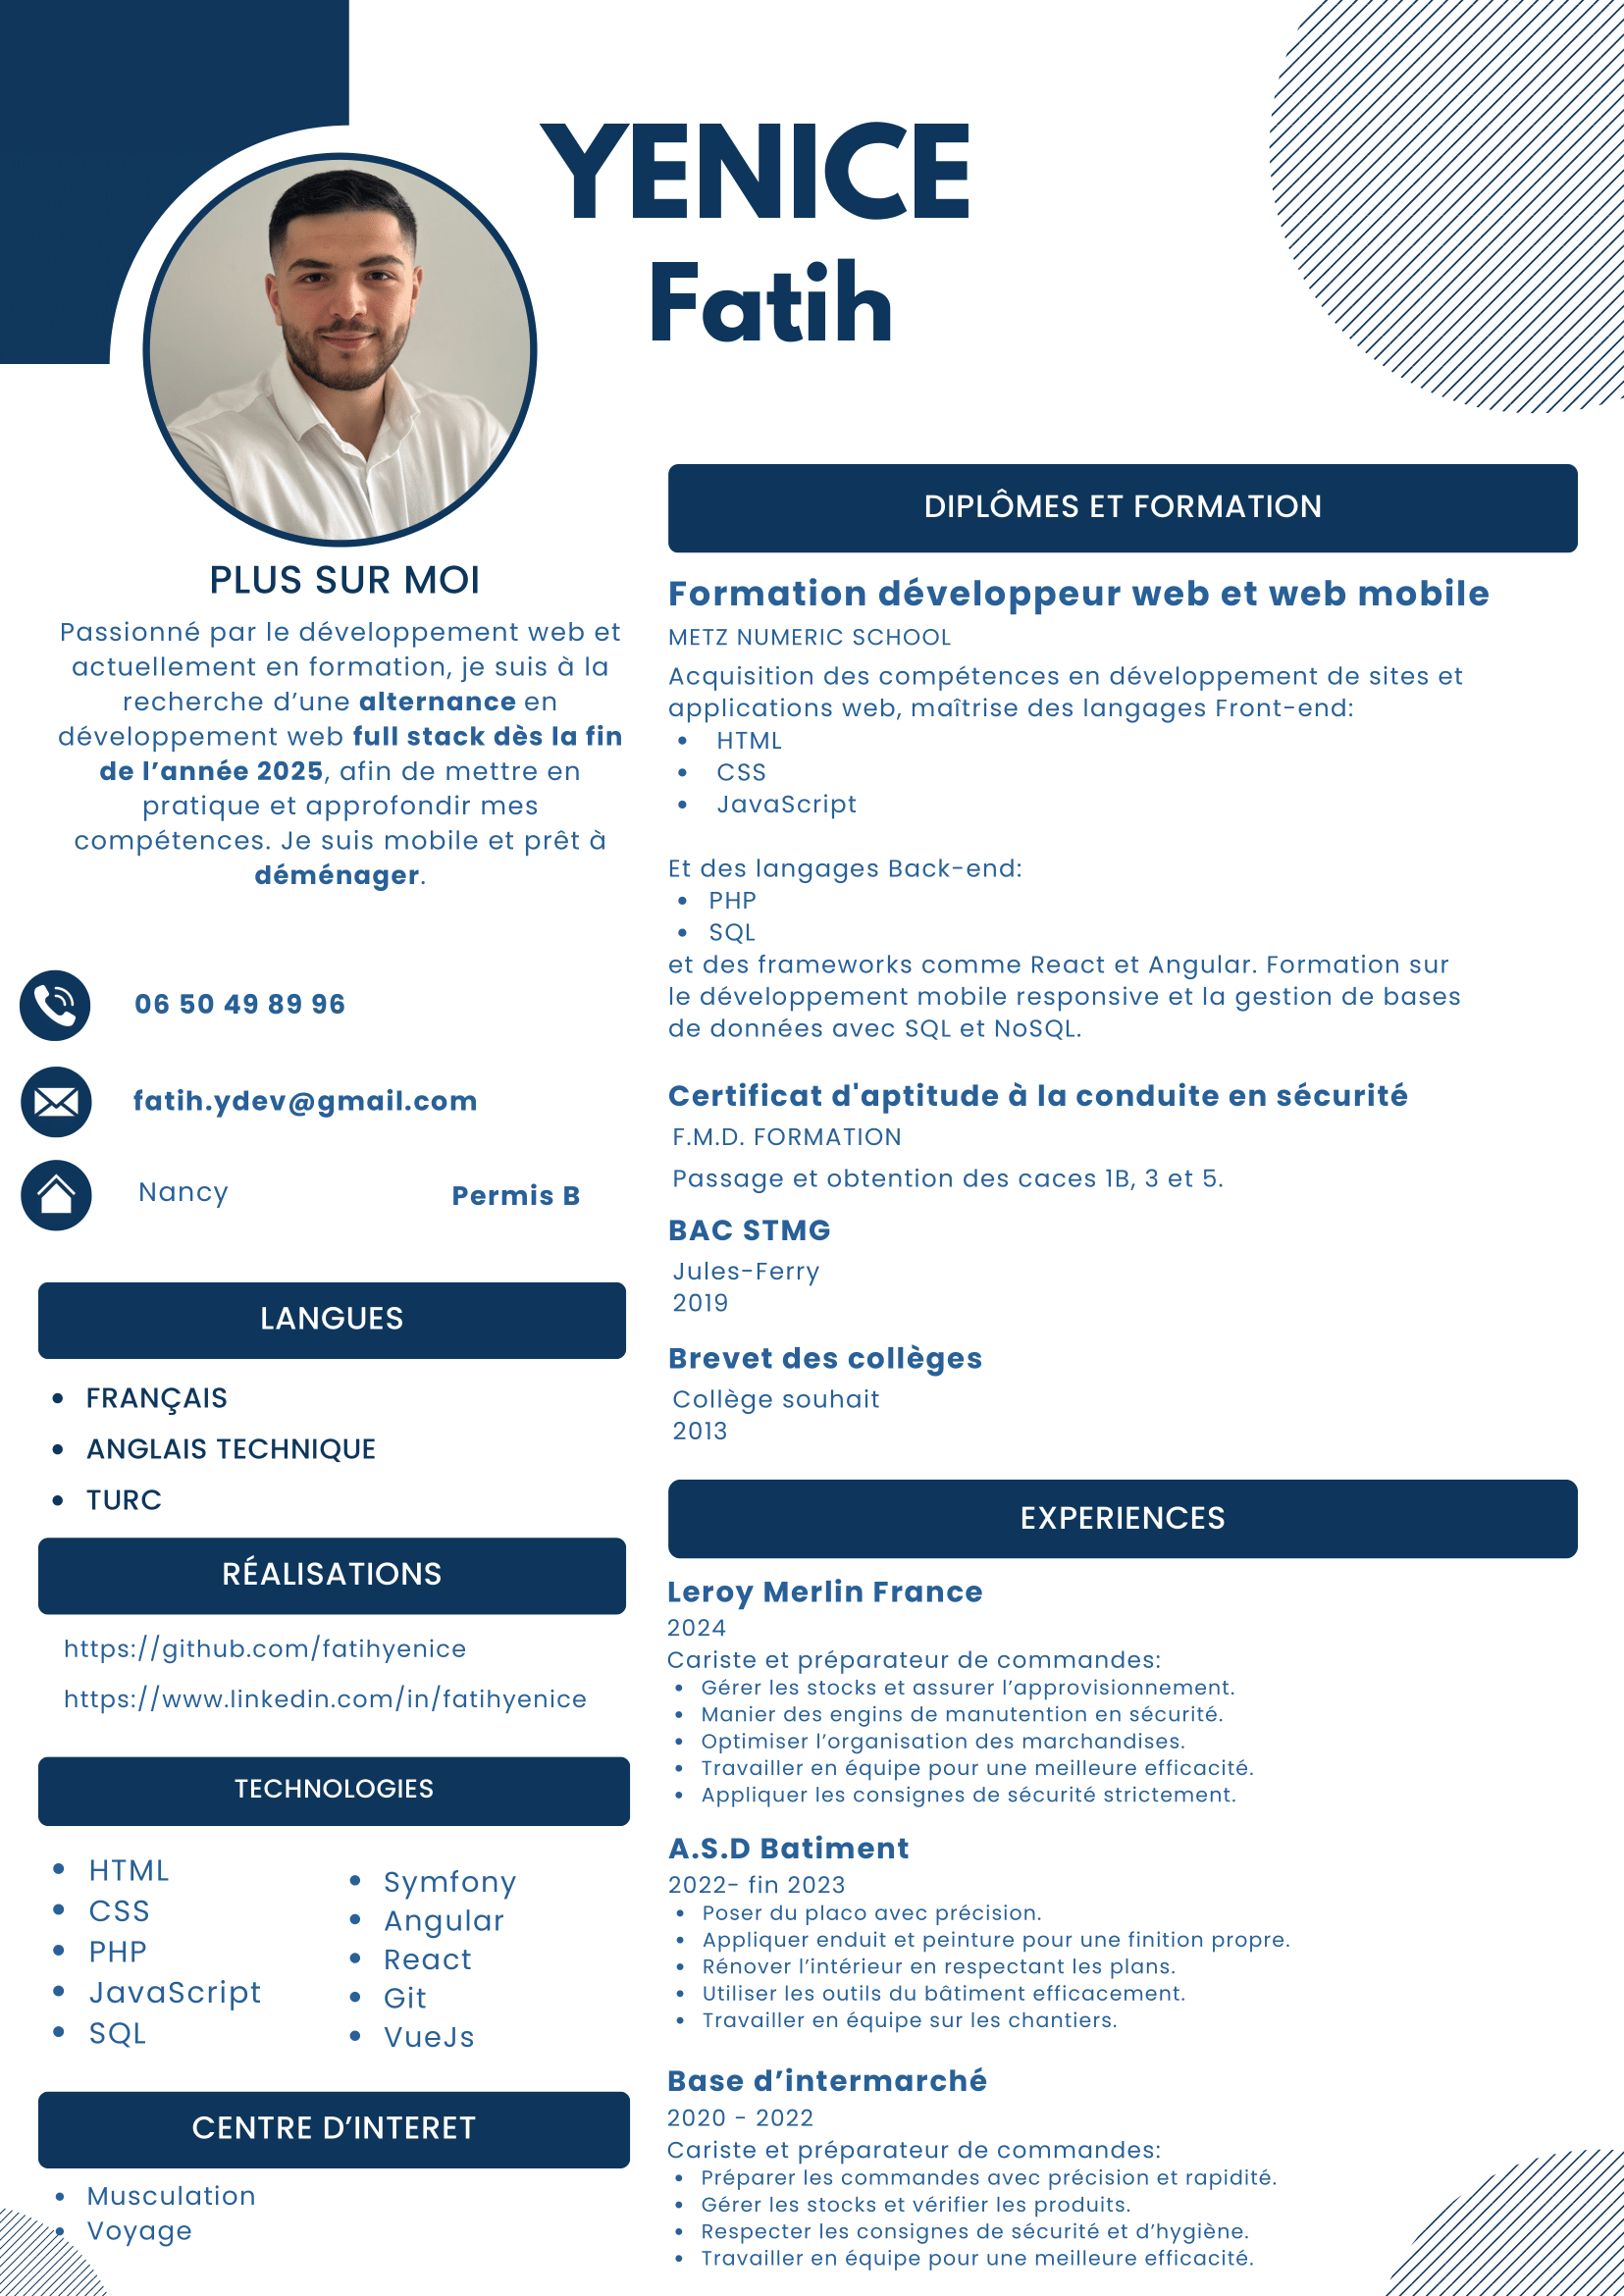 YENICE
Fatih
PLUS SUR MOI
Passionné par le développement web et
actuellement en formation, je suis à la
recherche d’une alternance en
développement web full stack dès la fin
de l’année 2025, afin de mettre en
pratique et approfondir mes
compétences. Je suis mobile et prêt à
déménager.
06 50 49 89 96
fatih.ydev@gmail.com
Nancy
Permis B
LANGUES
• FRANÇAIS
• ANGLAIS TECHNIQUE
• TURC
RÉALISATIONS
https://github.com/fatihyenice
https://www.linkedin.com/in/fatihyenice
TECHNOLOGIES
• HTML
• CSS
• PHP
• JavaScript
• SQL
• Symfony
• Angular
• React
• Git
• VueJs
CENTRE D’INTERET
• Musculation
• Voyage
DIPLÔMES ET FORMATION
Formation développeur web et web mobile
METZ NUMERIC SCHOOL
Acquisition des compétences en développement de sites et
applications web, maîtrise des langages Front-end:
• HTML
• CSS
• JavaScript
Et des langages Back-end:
• PHP
• SQL
et des frameworks comme React et Angular. Formation sur
le développement mobile responsive et la gestion de bases
de données avec SQL et NoSQL.
Certificat d'aptitude à la conduite en sécurité
F.M.D. FORMATION
Passage et obtention des caces 1B, 3 et 5.
BAC STMG
Jules-Ferry
2019
Brevet des collèges
Collège souhait
2013
EXPERIENCES
Leroy Merlin France
2024
Cariste et préparateur de commandes:
• Gérer les stocks et assurer l’approvisionnement.
• Manier des engins de manutention en sécurité.
• Optimiser l’organisation des marchandises.
• Travailler en équipe pour une meilleure efficacité.
• Appliquer les consignes de sécurité strictement.
A.S.D Batiment
2022- fin 2023
• Poser du placo avec précision.
• Appliquer enduit et peinture pour une finition propre.
• Rénover l’intérieur en respectant les plans.
• Utiliser les outils du bâtiment efficacement.
• Travailler en équipe sur les chantiers.
Base d’intermarché
2020 - 2022
Cariste et préparateur de commandes:
• Préparer les commandes avec précision et rapidité.
• Gérer les stocks et vérifier les produits.
• Respecter les consignes de sécurité et d’hygiène.
• Travailler en équipe pour une meilleure efficacité.